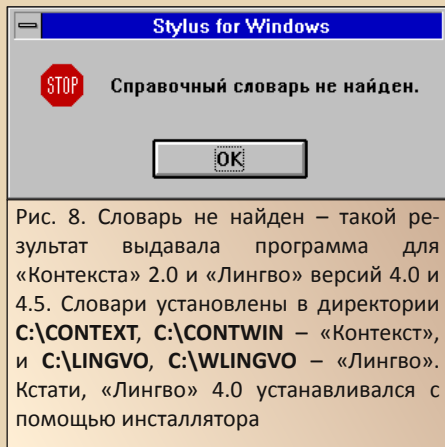 Stylus for Windows
STOP
Справочный словарь не найден.
OK
Рис. 8. Словарь не найден – такой ре-
зультат выдавала программа для
«Контекста» 2.0 и «Лингво» версий 4.0 и
4.5. Словари установлены в директории
C:\CONTEXT, C:\CONTWIN – «Контекст»,
и C:\LINGVO, C:\WLINGVO – «Лингво».
Кстати, «Лингво» 4.0 устанавливался с
помощью инсталлятора